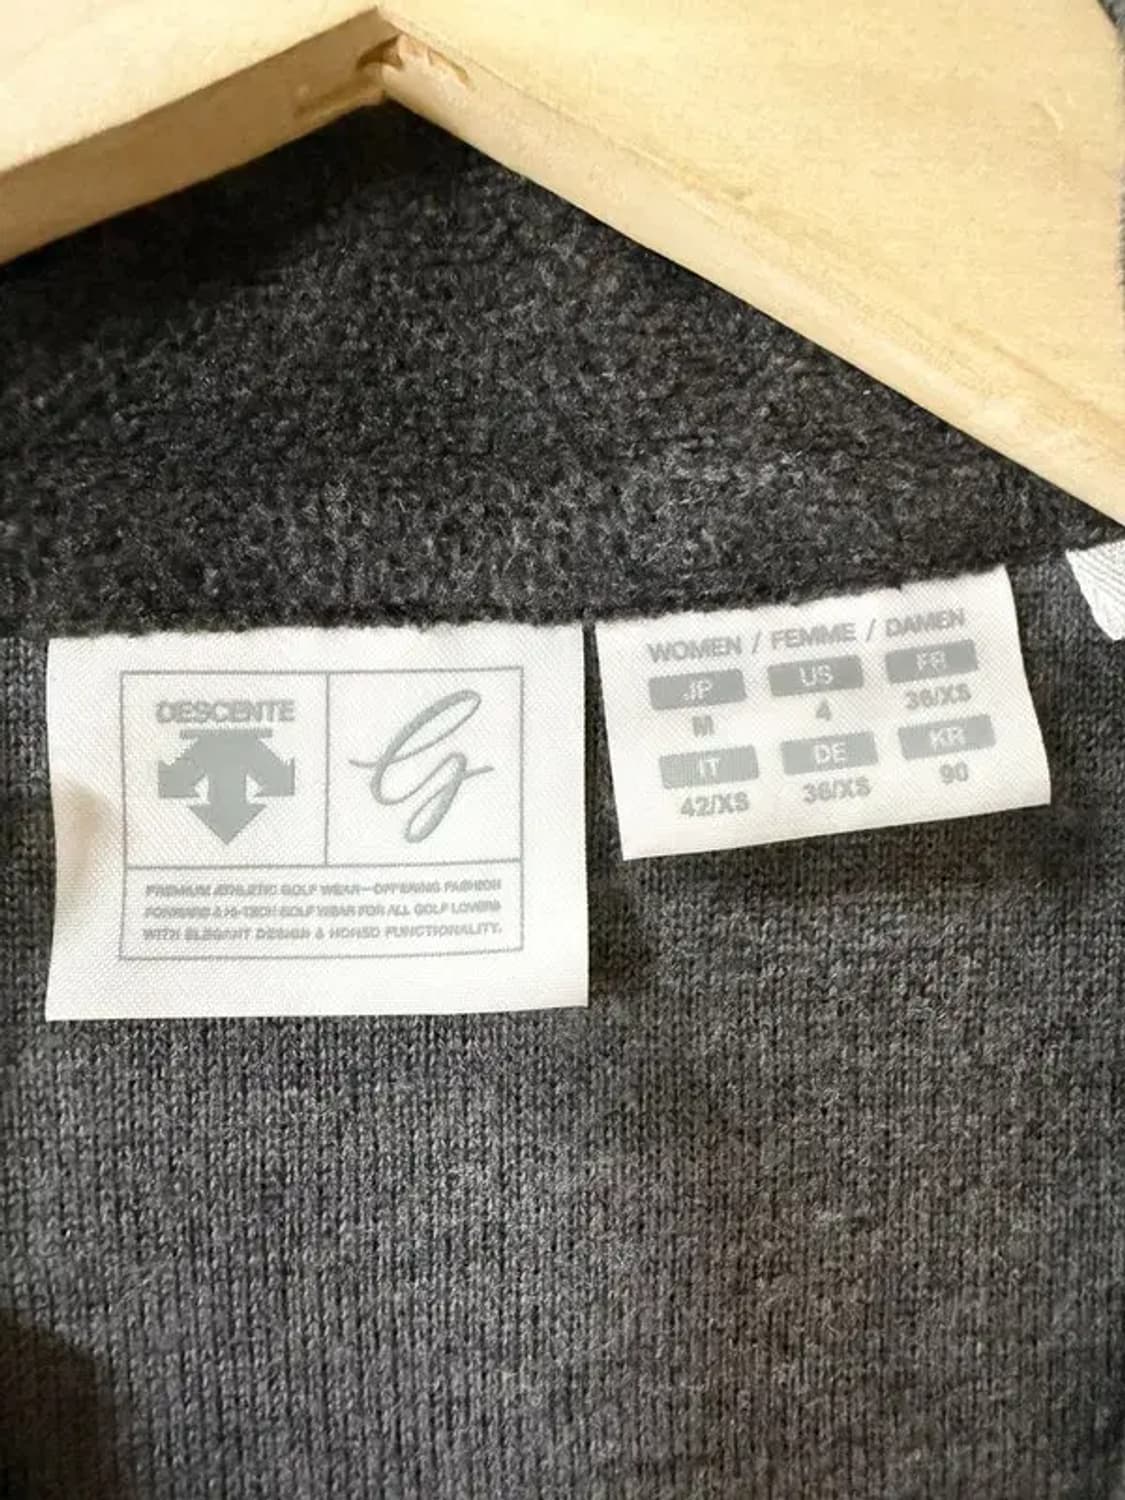 DESCENTE
PREMIUM ATHLETIC GOLF WEAR—OFFERING FASHION
FORWARD & HI-TECH GOLF WEAR FOR ALL GOLF LOVERS
WITH ELEGANT DESIGN & HONED FUNCTIONALITY.
WOMEN / FEMME / DAMEN
JP US FR
M 4 36/XS
IT DE KR
42/XS 36/XS 90